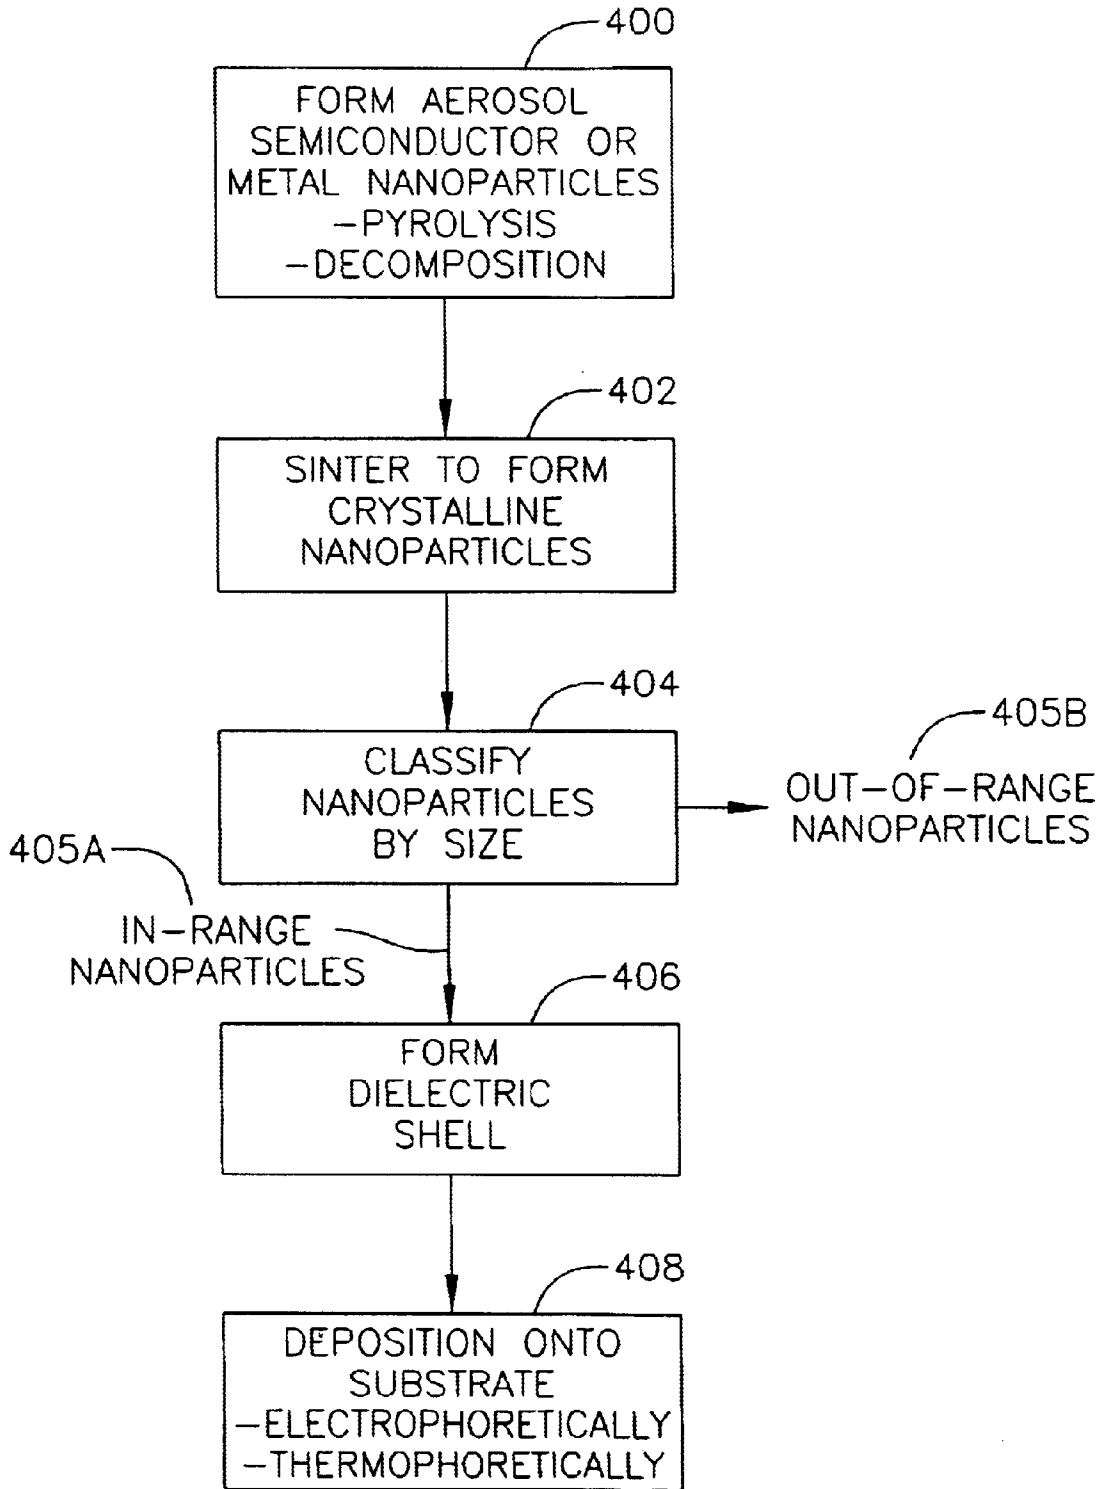 400
FORM AEROSOL
SEMICONDUCTOR OR
METAL NANOPARTICLES
-PYROLYSIS
-DECOMPOSITION
402
SINTER TO FORM
CRYSTALLINE
NANOPARTICLES
404
CLASSIFY
NANOPARTICLES
BY SIZE
405B
OUT-OF-RANGE
NANOPARTICLES
405A
IN-RANGE
NANOPARTICLES
406
FORM
DIELECTRIC
SHELL
408
DEPOSITION ONTO
SUBSTRATE
-ELECTROPHORETICALLY
-THERMOPHORETICALLY